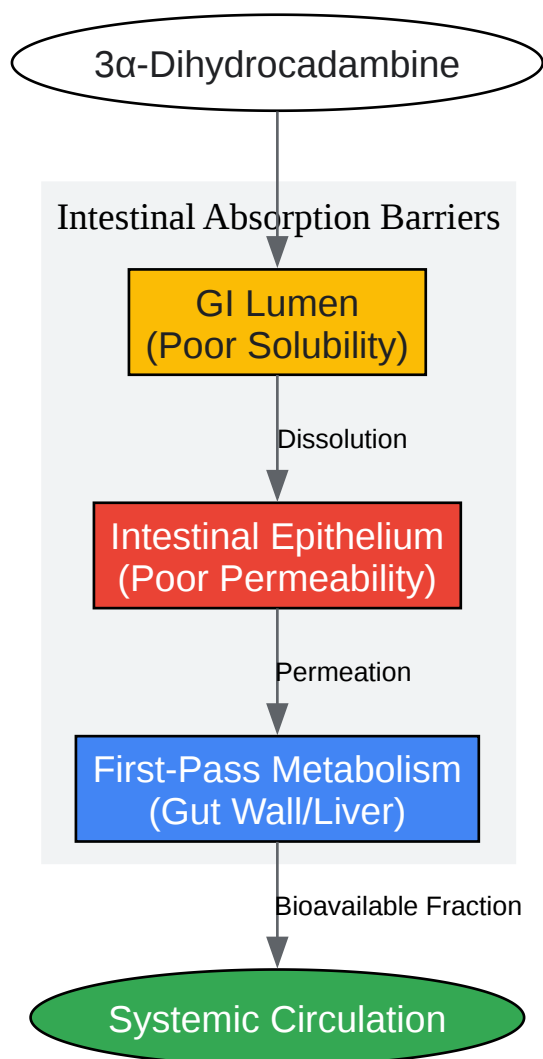 3α-Dihydrocadambine
Intestinal Absorption Barriers
GI Lumen
(Poor Solubility)
Dissolution
Intestinal Epithelium
(Poor Permeability)
Permeation
First-Pass Metabolism
(Gut Wall/Liver)
Bioavailable Fraction
Systemic Circulation